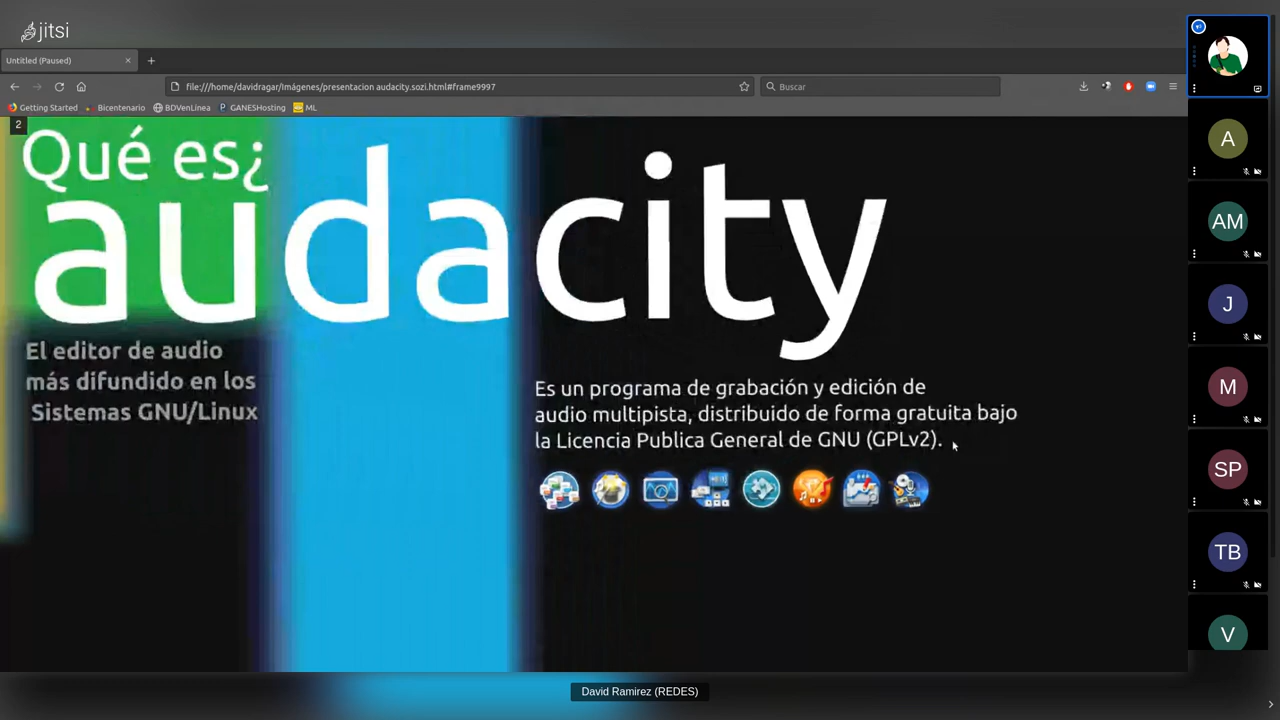 jitsi
Untitled (Paused)
file:///home/davidragar/Imágenes/presentacion audacity.sozi.html#frame9997
Buscar
Getting Started
Bicentenario
BDVenLinea
GANESHosting
ML
2
Qué es¿
audacity
El editor de audio
más difundido en los
Sistemas GNU/Linux
Es un programa de grabación y edición de
audio multipista, distribuido de forma gratuita bajo
la Licencia Publica General de GNU (GPLv2).
A
AM
J
M
SP
TB
V
David Ramirez (REDES)